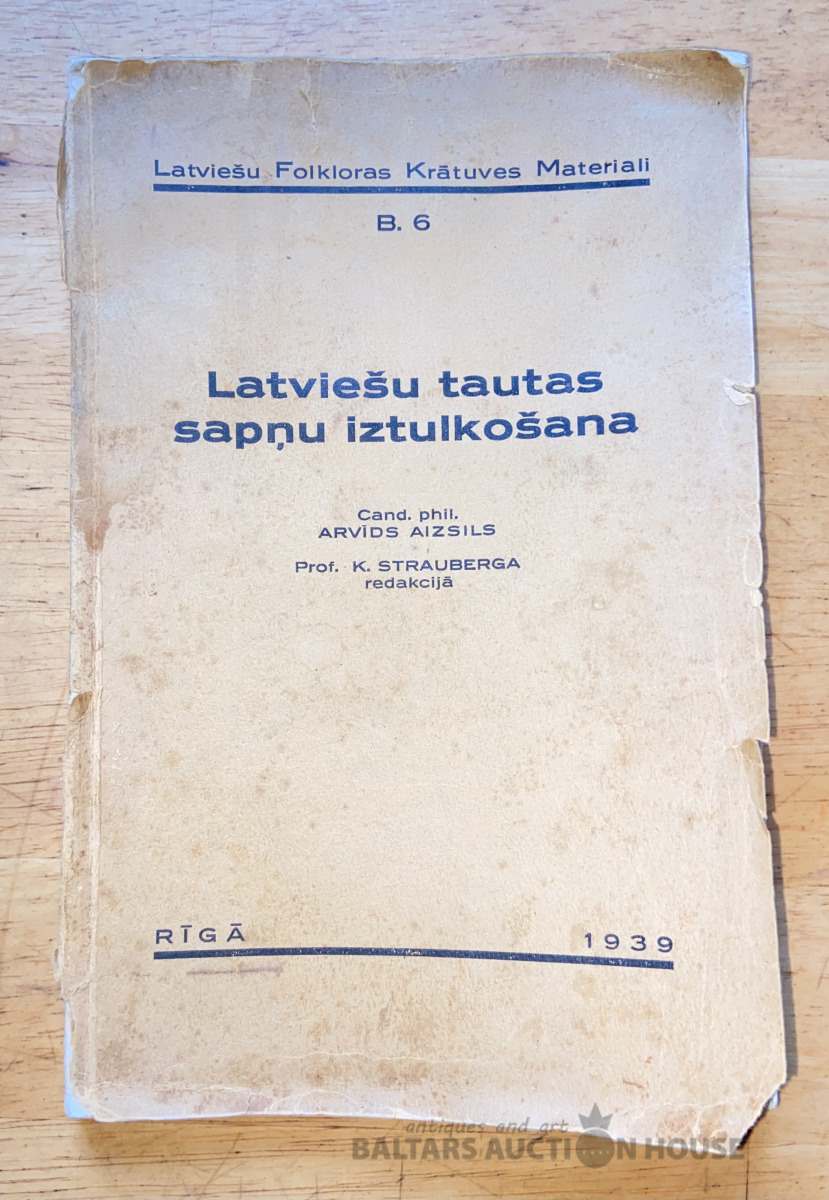 Latviešu Folkloras Krātuves Materiali
B. 6
Latviešu tautas
sapņu iztulkošana
Cand. phil.
ARVĪDS AIZSILS
Prof. K. STRAUBERGA
redakcijā
RĪGĀ 1939
antiques and art
BALTARS AUCTION HOUSE